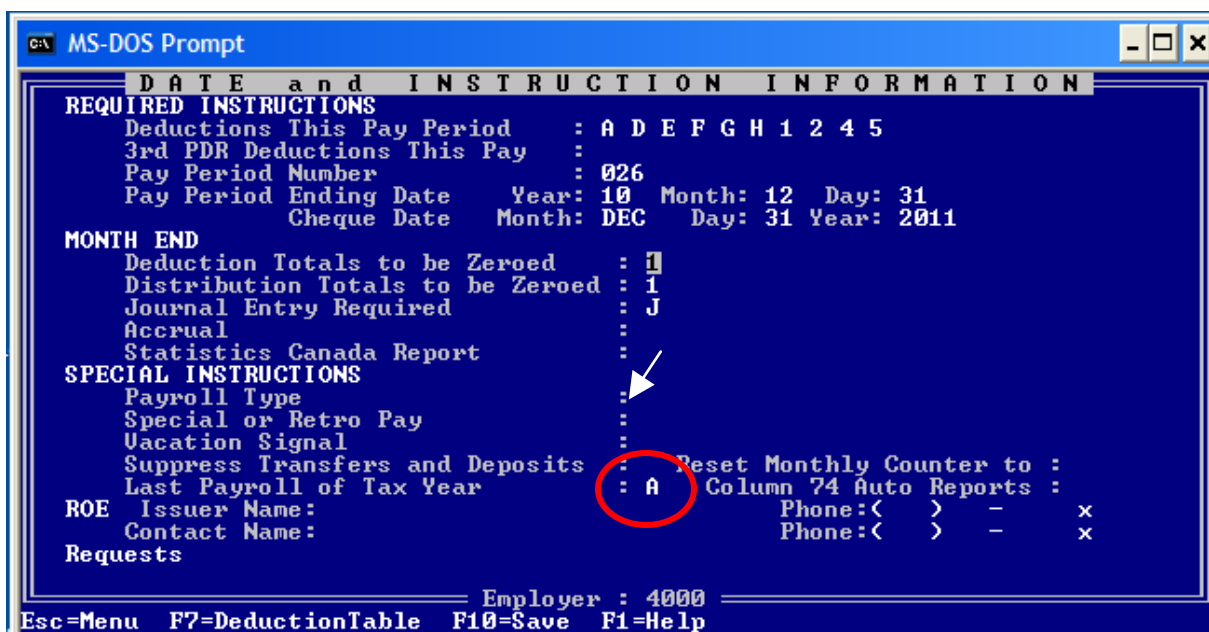 MS-DOS Prompt
DATE and INSTRUCTION INFORMATION
REQUIRED INSTRUCTIONS
Deductions This Pay Period : A D E F G H 1 2 4 5
3rd PDR Deductions This Pay :
Pay Period Number : 026
Pay Period Ending Date Year: 10 Month: 12 Day: 31
Cheque Date Month: DEC Day: 31 Year: 2011
MONTH END
Deduction Totals to be Zeroed : 1
Distribution Totals to be Zeroed : 1
Journal Entry Required : J
Accrual :
Statistics Canada Report :
SPECIAL INSTRUCTIONS
Payroll Type :
Special or Retro Pay :
Vacation Signal :
Suppress Transfers and Deposits : Reset Monthly Counter to :
Last Payroll of Tax Year : A Column 74 Auto Reports :
ROE Issuer Name: Phone:( ) - x
Contact Name: Phone:( ) - x
Requests
Employer : 4000
Esc=Menu F7=DeductionTable F10=Save F1=Help